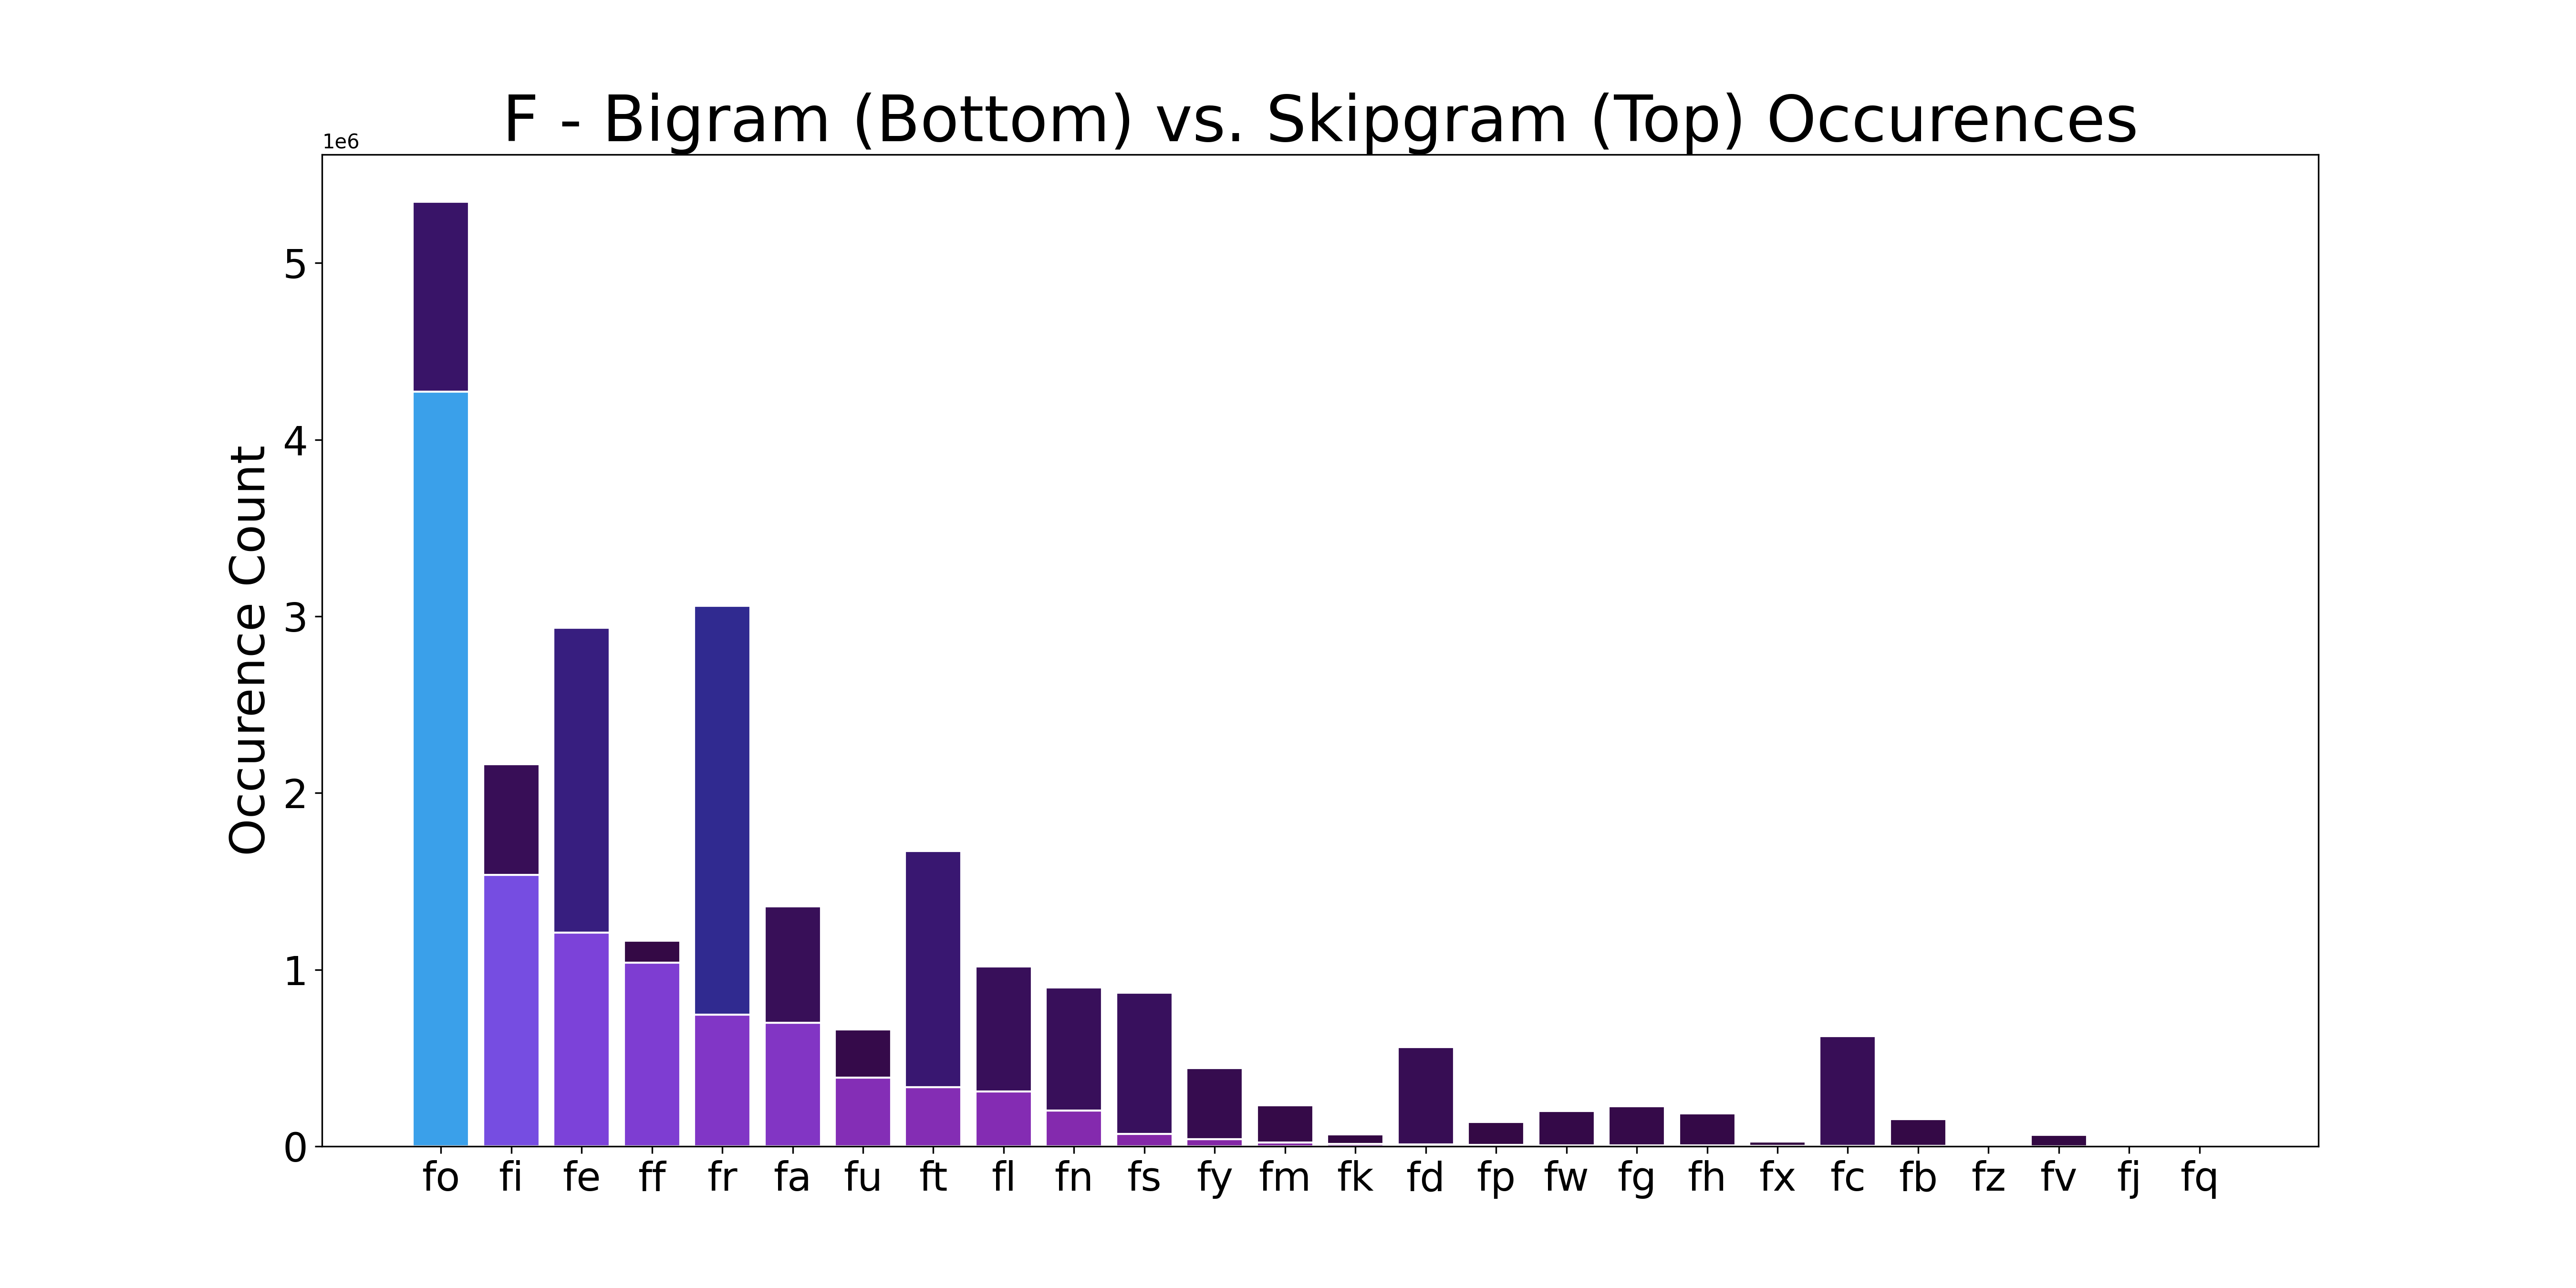 F - Bigram (Bottom) vs. Skipgram (Top) Occurences
1e6
Occurence Count
5
4
3
2
1
0
fo fi fe ff fr fa fu ft fl fn fs fy fm fk fd fp fw fg fh fx fc fb fz fv fj fq